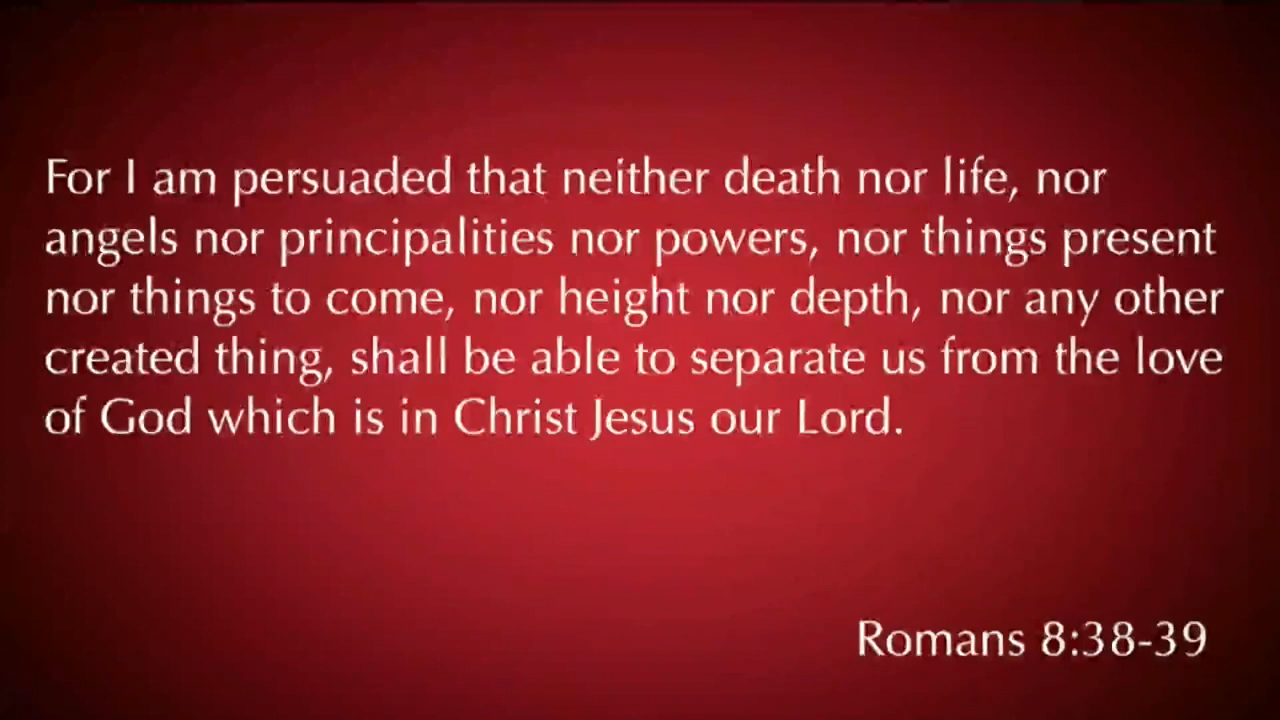 For I am persuaded that neither death nor life, nor
angels nor principalities nor powers, nor things present
nor things to come, nor height nor depth, nor any other
created thing, shall be able to separate us from the love
of God which is in Christ Jesus our Lord.
Romans 8:38-39